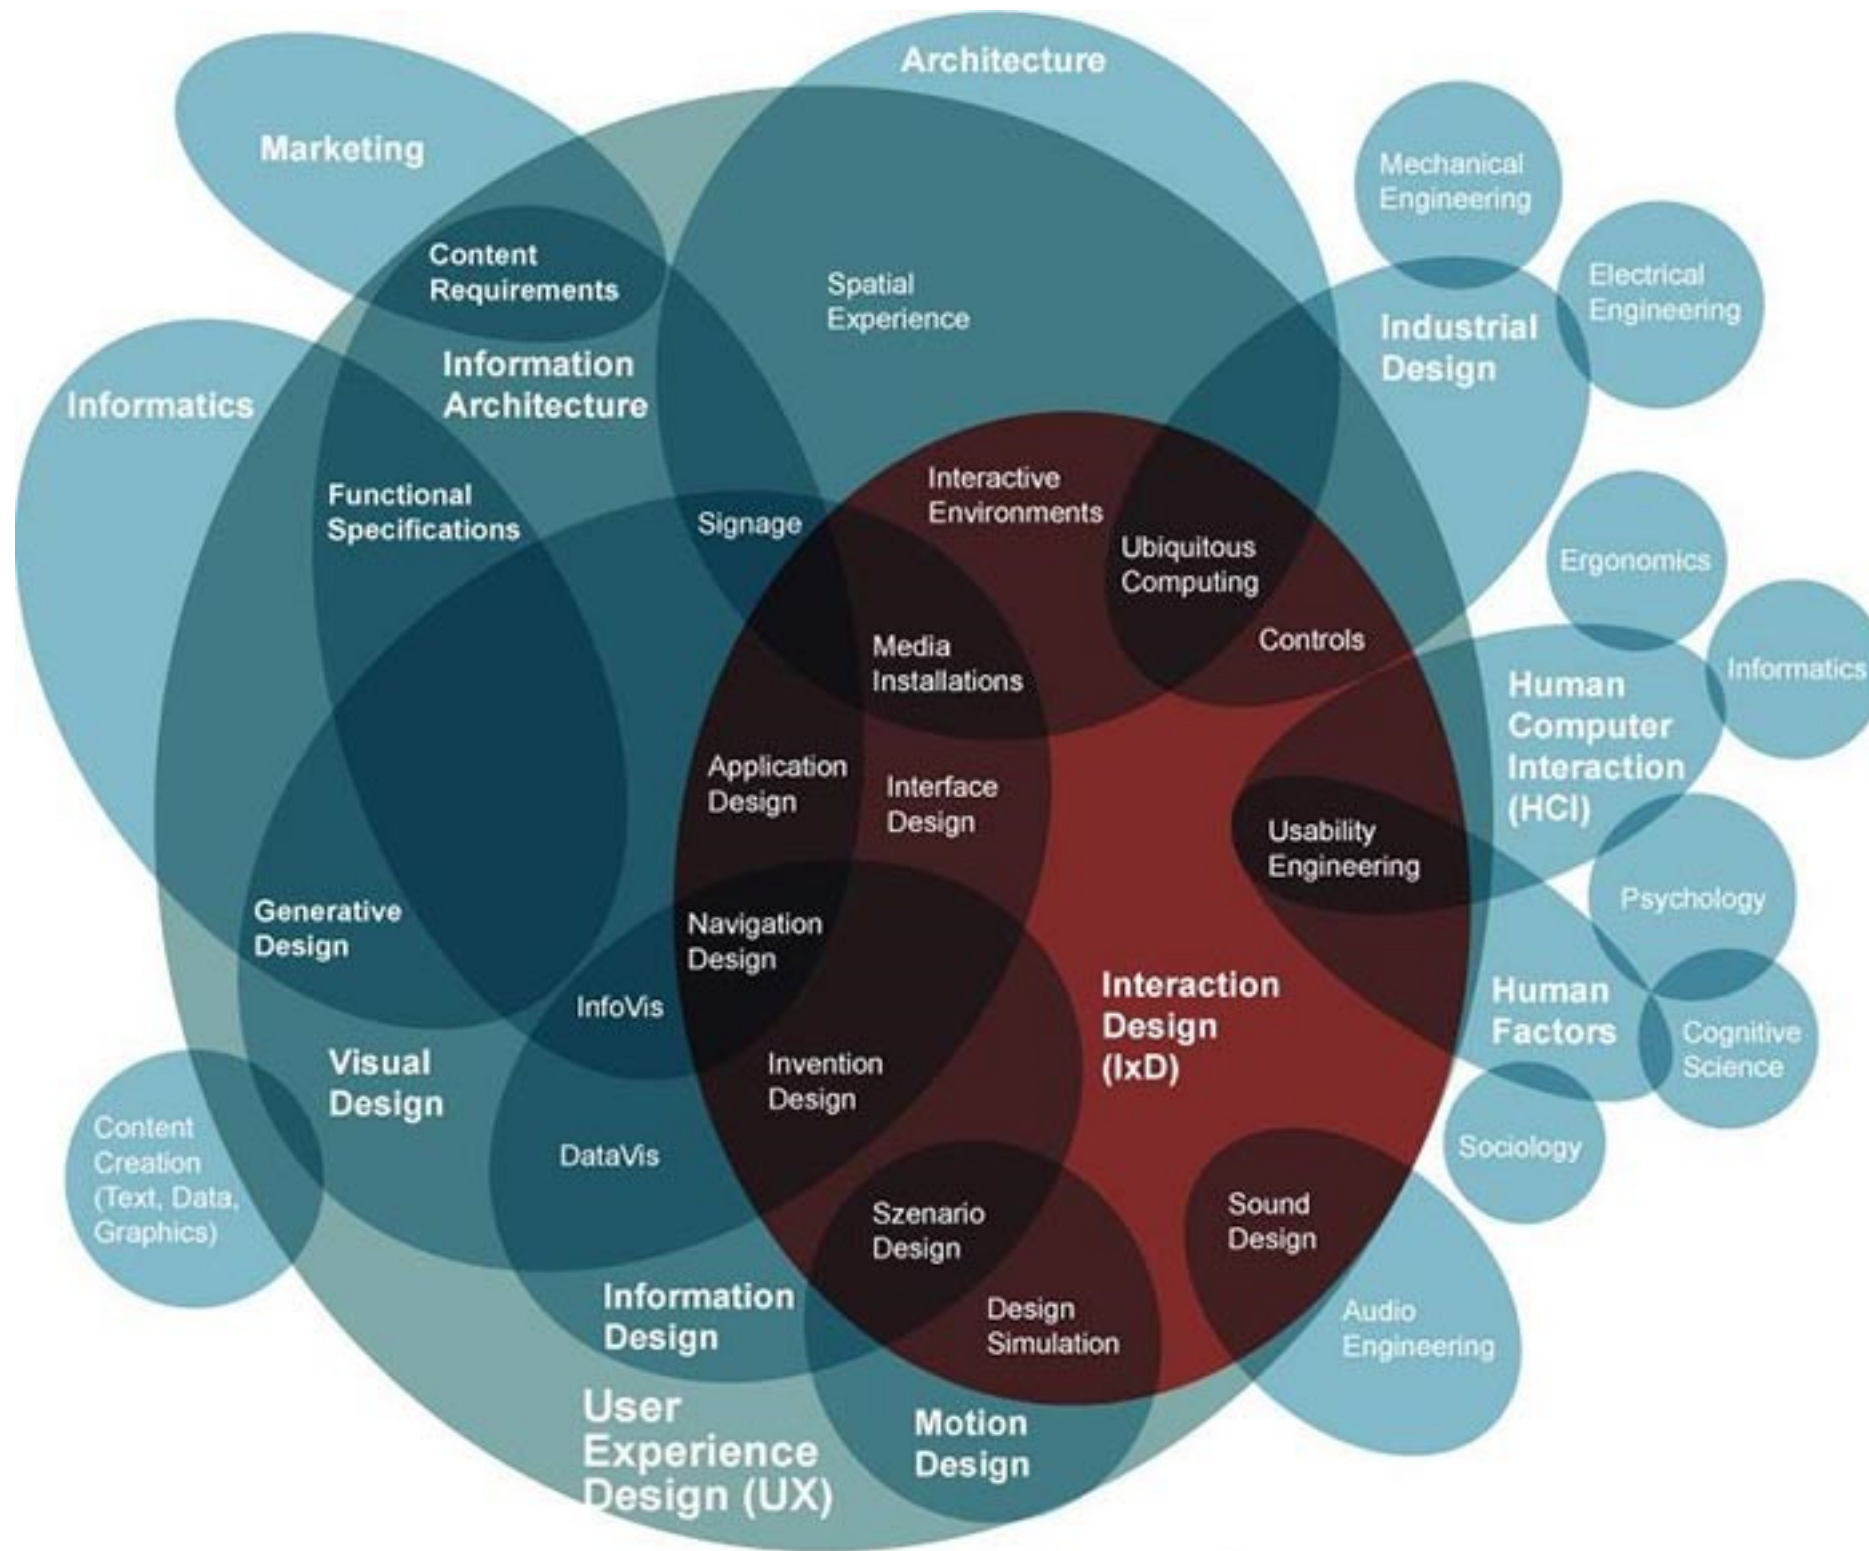 Architecture
Marketing
Mechanical
Engineering
Content
Requirements
Spatial
Experience
Electrical
Engineering
Industrial
Design
Information
Architecture
Informatics
Functional
Specifications
Signage
Interactive
Environments
Ubiquitous
Computing
Ergonomics
Controls
Media
Installations
Informatics
Human
Computer
Interaction
(HCI)
Application
Design
Interface
Design
Usability
Engineering
Psychology
Generative
Design
Navigation
Design
InfoVis
Interaction
Design
(IxD)
Human
Factors
Cognitive
Science
Visual
Design
Invention
Design
Content
Creation
(Text, Data,
Graphics)
DataVis
Sociology
Szenario
Design
Sound
Design
Information
Design
Design
Simulation
Audio
Engineering
User
Experience
Design (UX)
Motion
Design